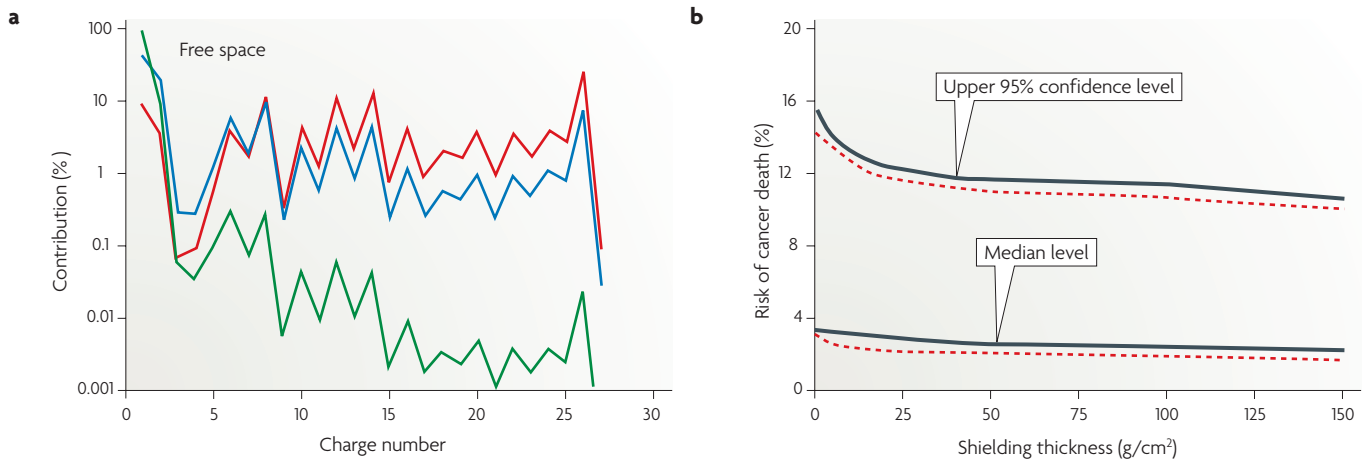 a
Free space
Contribution (%)
100
10
1
0.1
0.01
0.001
0 5 10 15 20 25 30
Charge number
b
Upper 95% confidence level
Median level
Risk of cancer death (%)
20
16
12
8
4
0
0 25 50 75 100 125 150
Shielding thickness (g/cm²)